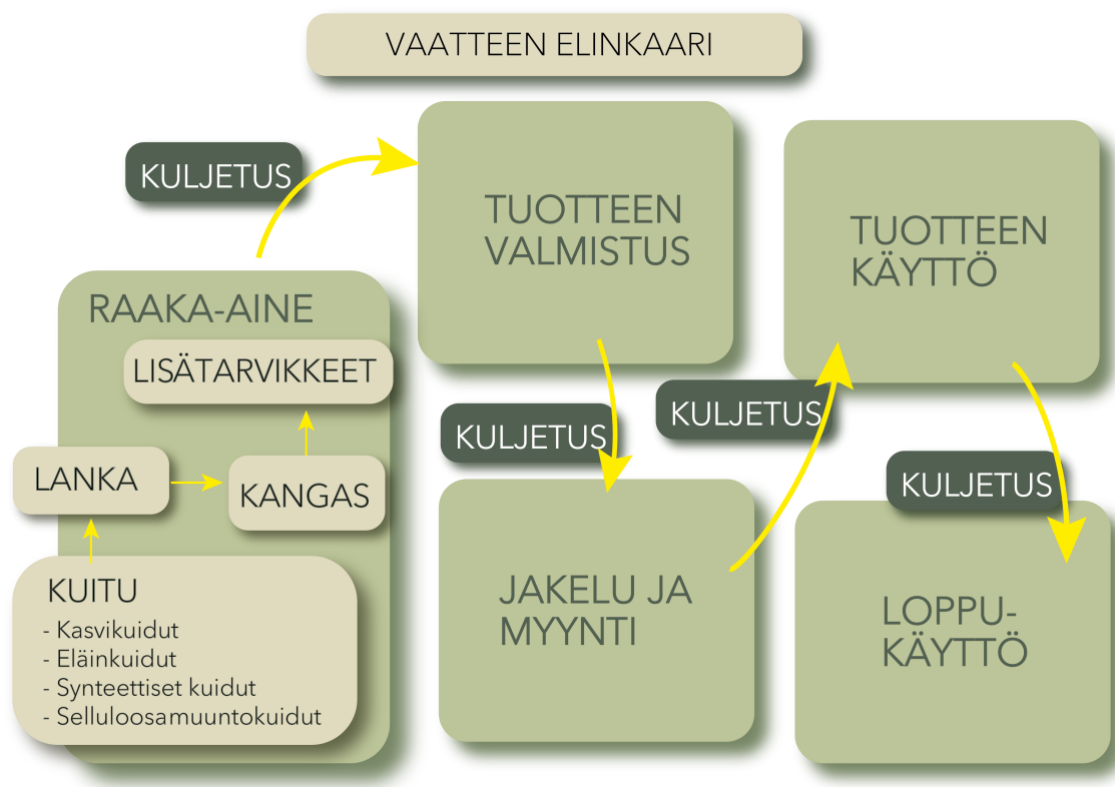 VAATTEEN ELINKAARI
KULJETUS
RAAKA-AINE
LISÄTARVIKKEET
LANKA
KANGAS
KUITU
- Kasvikuidut
- Eläinkuidut
- Synteettiset kuidut
- Selluloosamuuntokuidut
TUOTTEEN
VALMISTUS
KULJETUS
JAKELU JA
MYYNTI
KULJETUS
TUOTTEEN
KÄYTTÖ
KULJETUS
LOPPU-
KÄYTTÖ